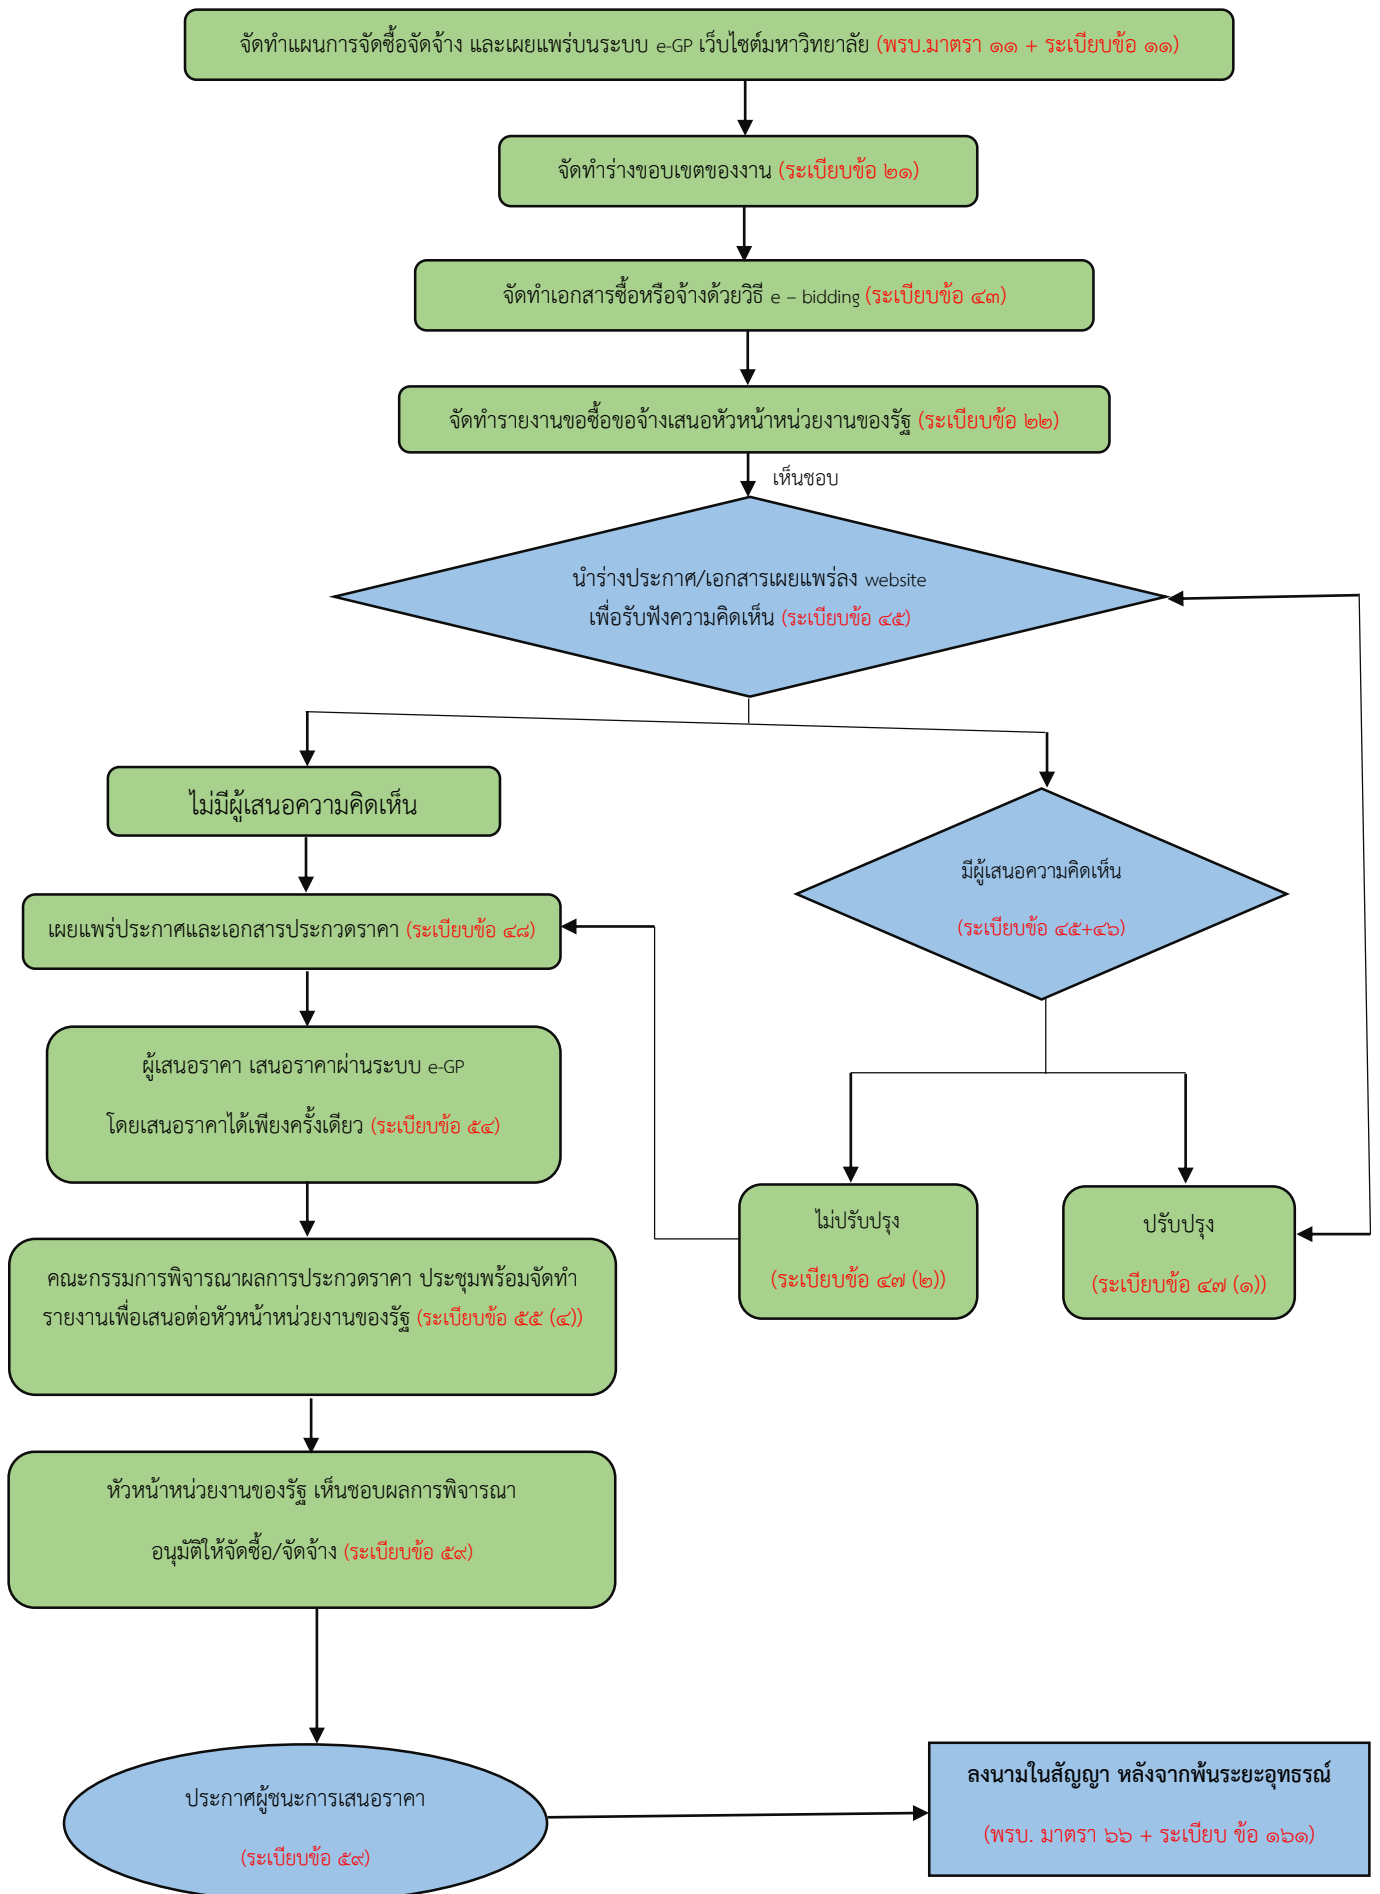 จัดทำแผนการจัดซื้อจัดจ้าง และเผยแพร่บนระบบ e-GP เว็บไซต์มหาวิทยาลัย (พรบ.มาตรา ๑๑ + ระเบียบข้อ ๑๑)
จัดทำร่างขอบเขตของงาน (ระเบียบข้อ ๒๑)
จัดทำเอกสารซื้อหรือจ้างด้วยวิธี e – bidding (ระเบียบข้อ ๔๓)
จัดทำรายงานขอซื้อขอจ้างเสนอหัวหน้าหน่วยงานของรัฐ (ระเบียบข้อ ๒๒)
เห็นชอบ
นำร่างประกาศ/เอกสารเผยแพร่ลง website
เพื่อรับฟังความคิดเห็น (ระเบียบข้อ ๔๕)
ไม่มีผู้เสนอความคิดเห็น
มีผู้เสนอความคิดเห็น
(ระเบียบข้อ ๔๕+๔๖)
เผยแพร่ประกาศและเอกสารประกวดราคา (ระเบียบข้อ ๔๘)
ผู้เสนอราคา เสนอราคาผ่านระบบ e-GP
โดยเสนอราคาได้เพียงครั้งเดียว (ระเบียบข้อ ๕๔)
ไม่ปรับปรุง
(ระเบียบข้อ ๔๗ (๒))
ปรับปรุง
(ระเบียบข้อ ๔๗ (๑))
คณะกรรมการพิจารณาผลการประกวดราคา ประชุมพร้อมจัดทำ
รายงานเพื่อเสนอต่อหัวหน้าหน่วยงานของรัฐ (ระเบียบข้อ ๕๕ (๔))
หัวหน้าหน่วยงานของรัฐ เห็นชอบผลการพิจารณา
อนุมัติให้จัดซื้อ/จัดจ้าง (ระเบียบข้อ ๕๙)
ประกาศผู้ชนะการเสนอราคา
(ระเบียบข้อ ๕๙)
ลงนามในสัญญา หลังจากพ้นระยะอุทธรณ์
(พรบ. มาตรา ๖๖ + ระเบียบ ข้อ ๑๖๑)